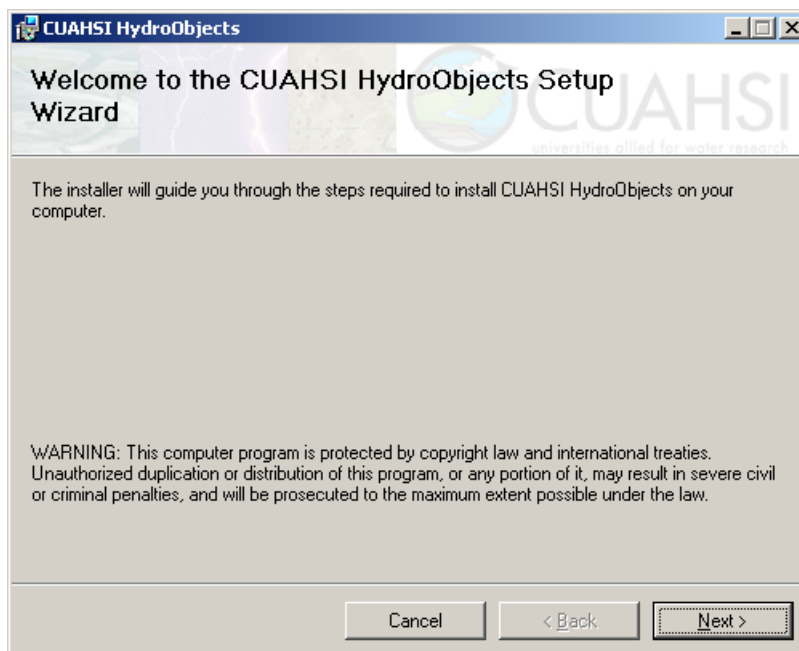 CUAHSI HydroObjects
Welcome to the CUAHSI HydroObjects Setup
Wizard
CUAHSI
universities allied for water research
The installer will guide you through the steps required to install CUAHSI HydroObjects on your
computer.
WARNING: This computer program is protected by copyright law and international treaties.
Unauthorized duplication or distribution of this program, or any portion of it, may result in severe civil
or criminal penalties, and will be prosecuted to the maximum extent possible under the law.
Cancel < Back Next >